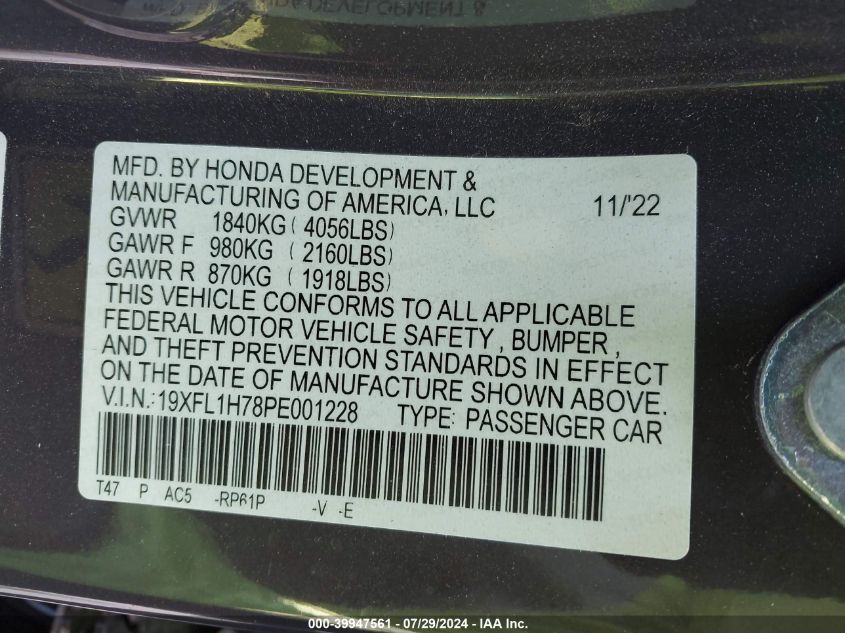 MFD. BY HONDA DEVELOPMENT &
MANUFACTURING OF AMERICA, LLC 11/'22
GVWR 1840KG (4056LBS)
GAWR F 980KG (2160LBS)
GAWR R 870KG (1918LBS)
THIS VEHICLE CONFORMS TO ALL APPLICABLE
FEDERAL MOTOR VEHICLE SAFETY, BUMPER,
AND THEFT PREVENTION STANDARDS IN EFFECT
ON THE DATE OF MANUFACTURE SHOWN ABOVE.
V.I.N.:19XFL1H78PE001228 TYPE: PASSENGER CAR
T47 P AC5 -RP61P -V -E
000-39947561 - 07/29/2024 - IAA Inc.